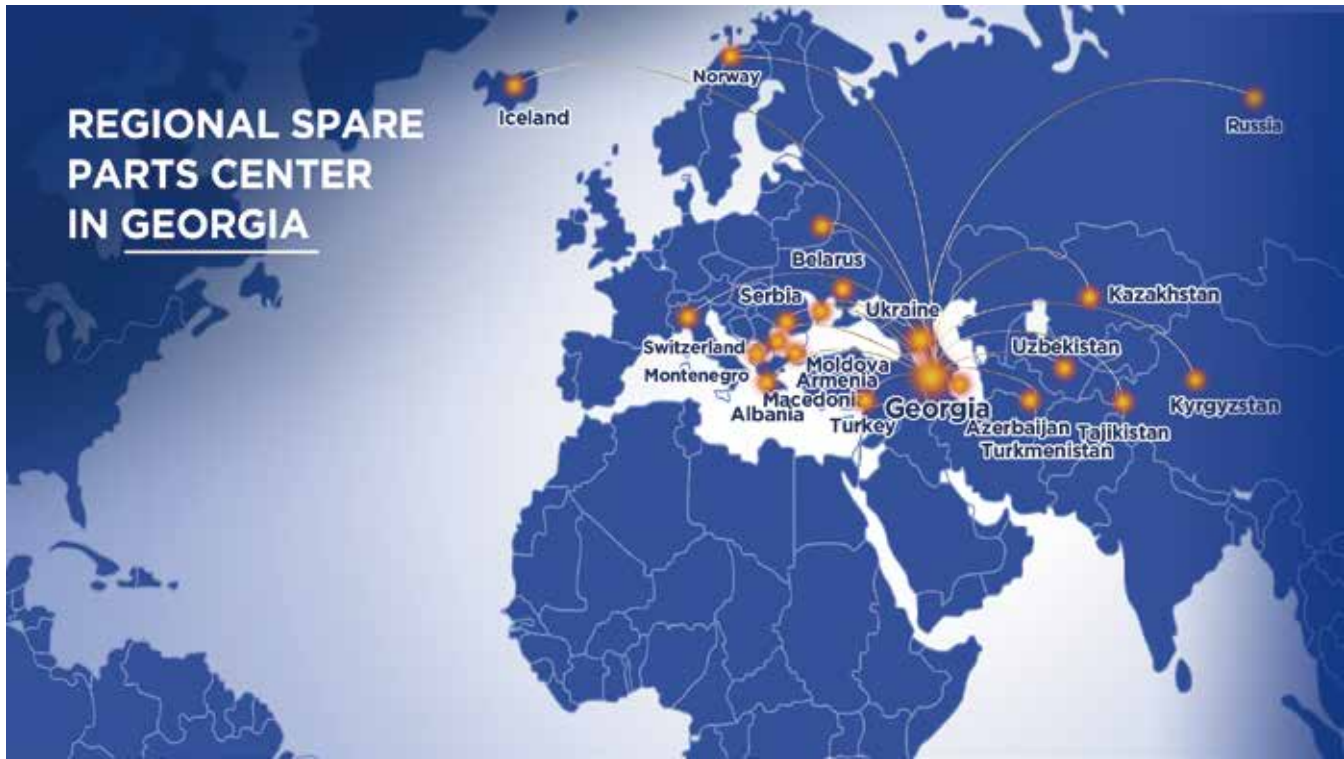 REGIONAL SPARE
PARTS CENTER
IN GEORGIA
Iceland
Norway
Russia
Belarus
Serbia
Ukraine
Kazakhstan
Switzerland
Moldova
Uzbekistan
Montenegro
Armenia
Macedonia
Albania
Turkey
Georgia
Azerbaijan
Tajikistan
Kyrgyzstan
Turkmenistan